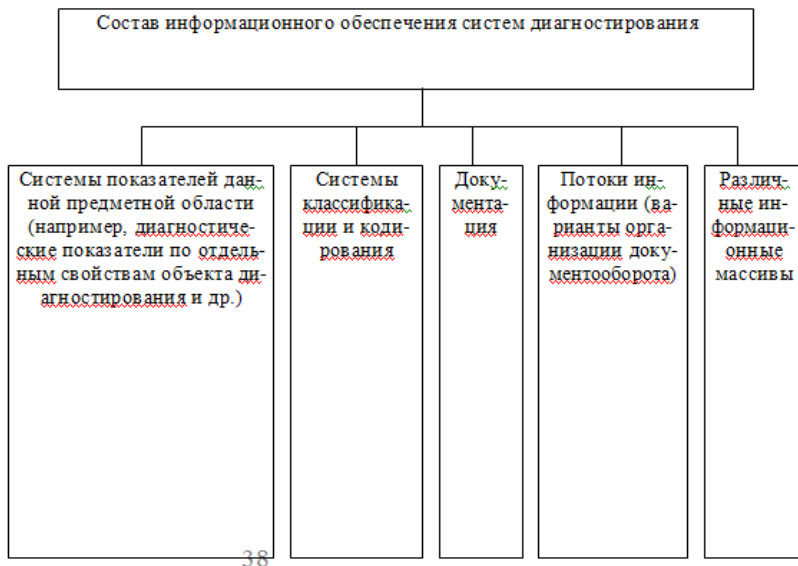 Состав информационного обеспечения систем диагностирования
Системы показателей дан-
ной предметной области
(например, диагностиче-
ские показатели по отдель-
ным свойствам объекта ди-
агностирования и др.)
Системы
классифика-
ции и коди-
рования
Доку-
мента-
ция
Потоки ин-
формации (ва-
рианты орга-
низации доку-
ментооборота)
Различ-
ные ин-
формаци-
онные
массивы
38